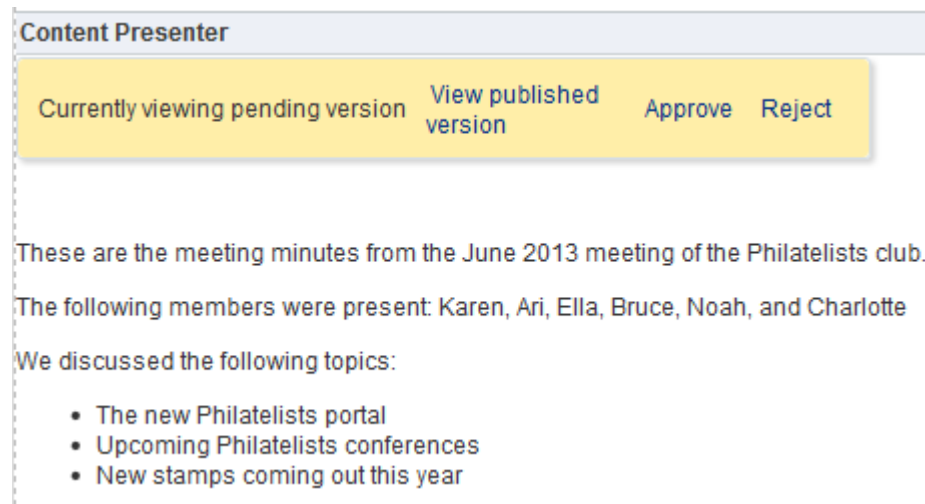 Content Presenter
Currently viewing pending version View published version Approve Reject
These are the meeting minutes from the June 2013 meeting of the Philatelists club.
The following members were present: Karen, Ari, Ella, Bruce, Noah, and Charlotte
We discussed the following topics:
• The new Philatelists portal
• Upcoming Philatelists conferences
• New stamps coming out this year